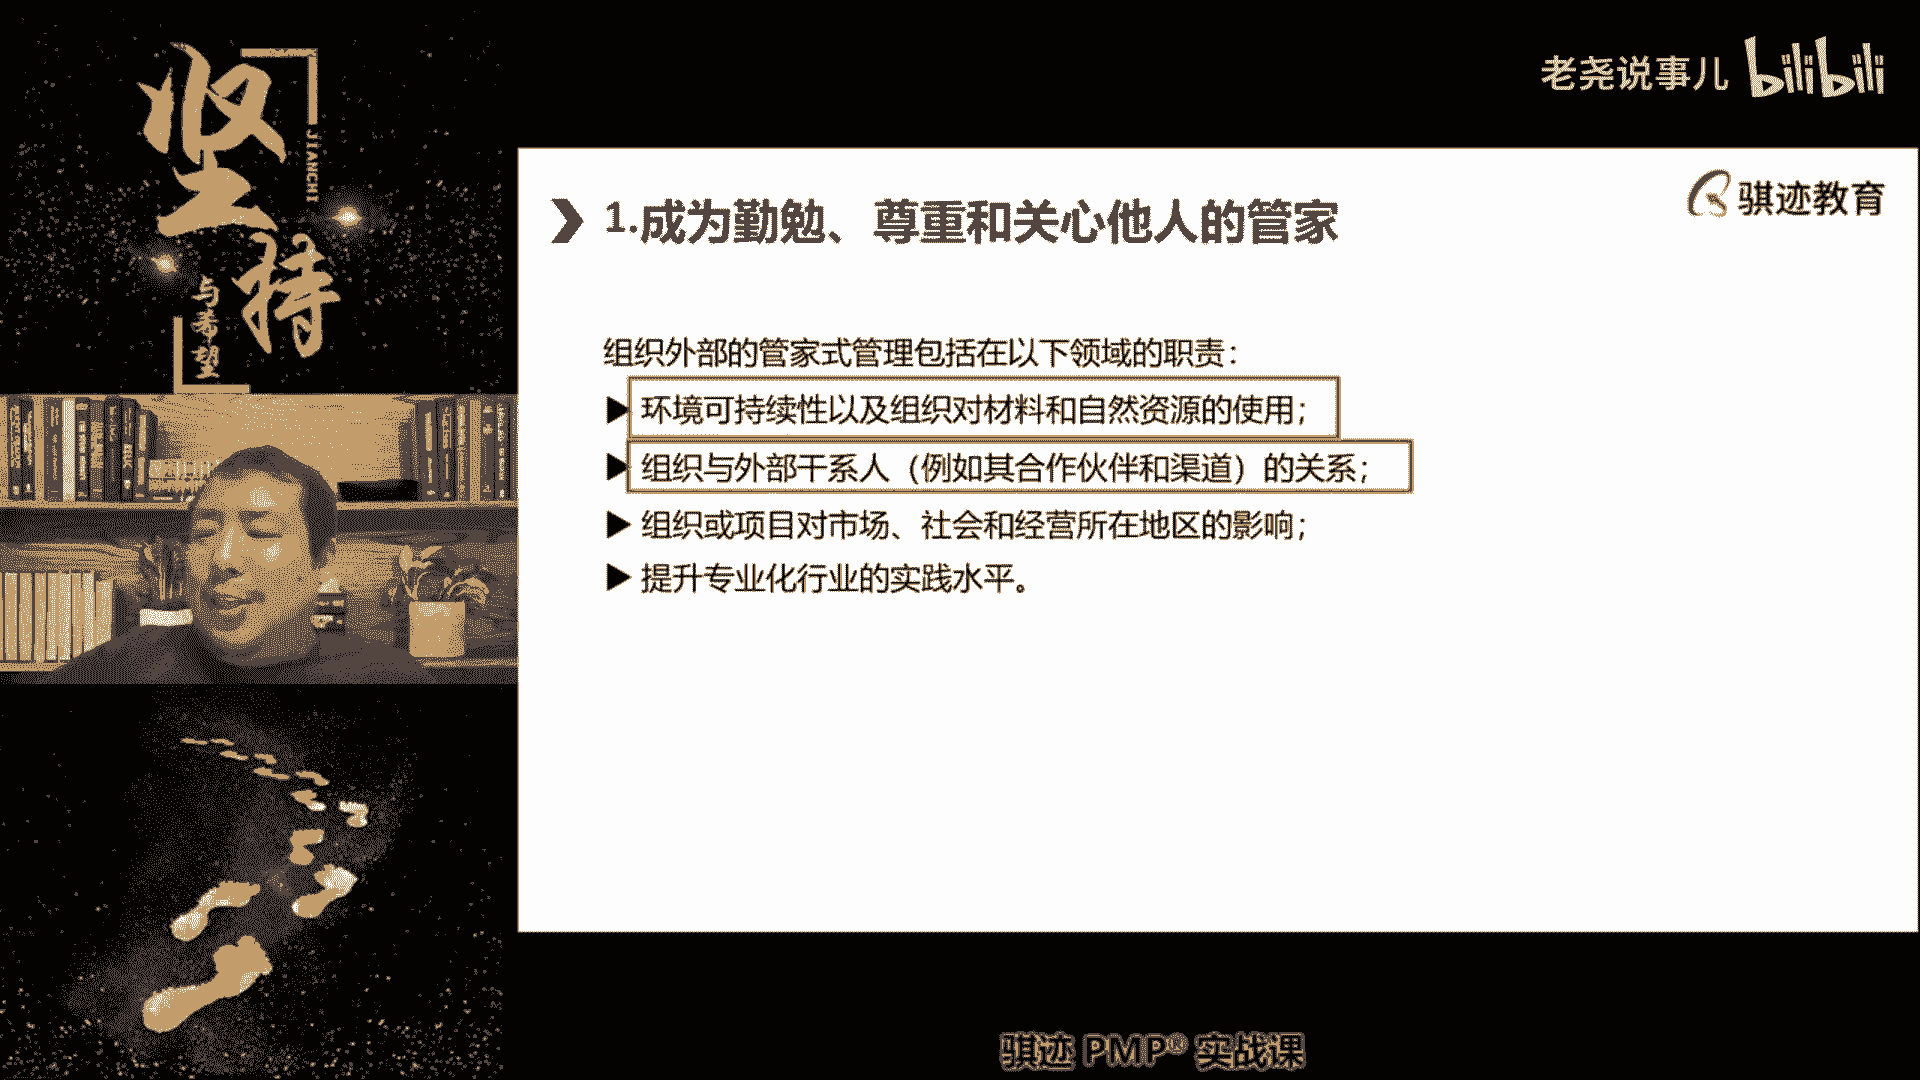 坚持
JIANCHI
与希望
老尧说事儿 bilibili
骐迹教育
1.成为勤勉、尊重和关心他人的管家
组织外部的管家式管理包括在以下领域的职责：
▶环境可持续性以及组织对材料和自然资源的使用；
▶组织与外部干系人（例如其合作伙伴和渠道）的关系；
▶组织或项目对市场、社会和经营所在地区的影响；
▶提升专业化行业的实践水平。
骐迹 PMP® 实战课